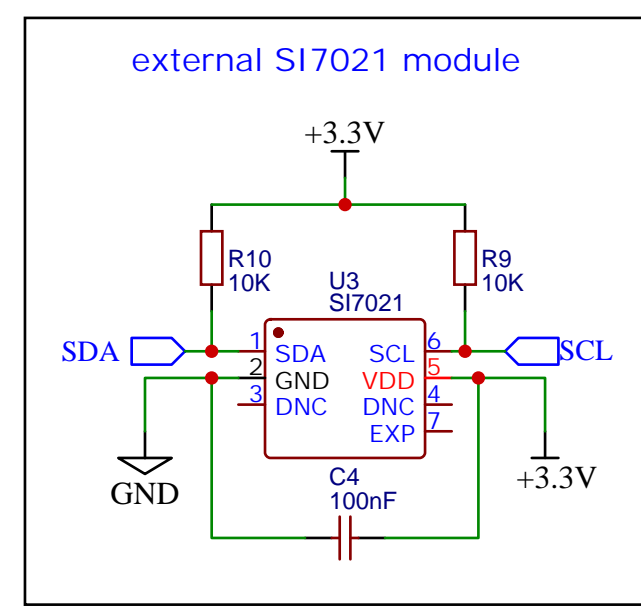 external SI7021 module
+3.3V
R10
10K
R9
10K
U3
SI7021
SDA
1
SDA
SCL
6
SCL
2
GND
VDD
5
3
DNC
DNC
4
EXP
7
GND
C4
100nF
+3.3V